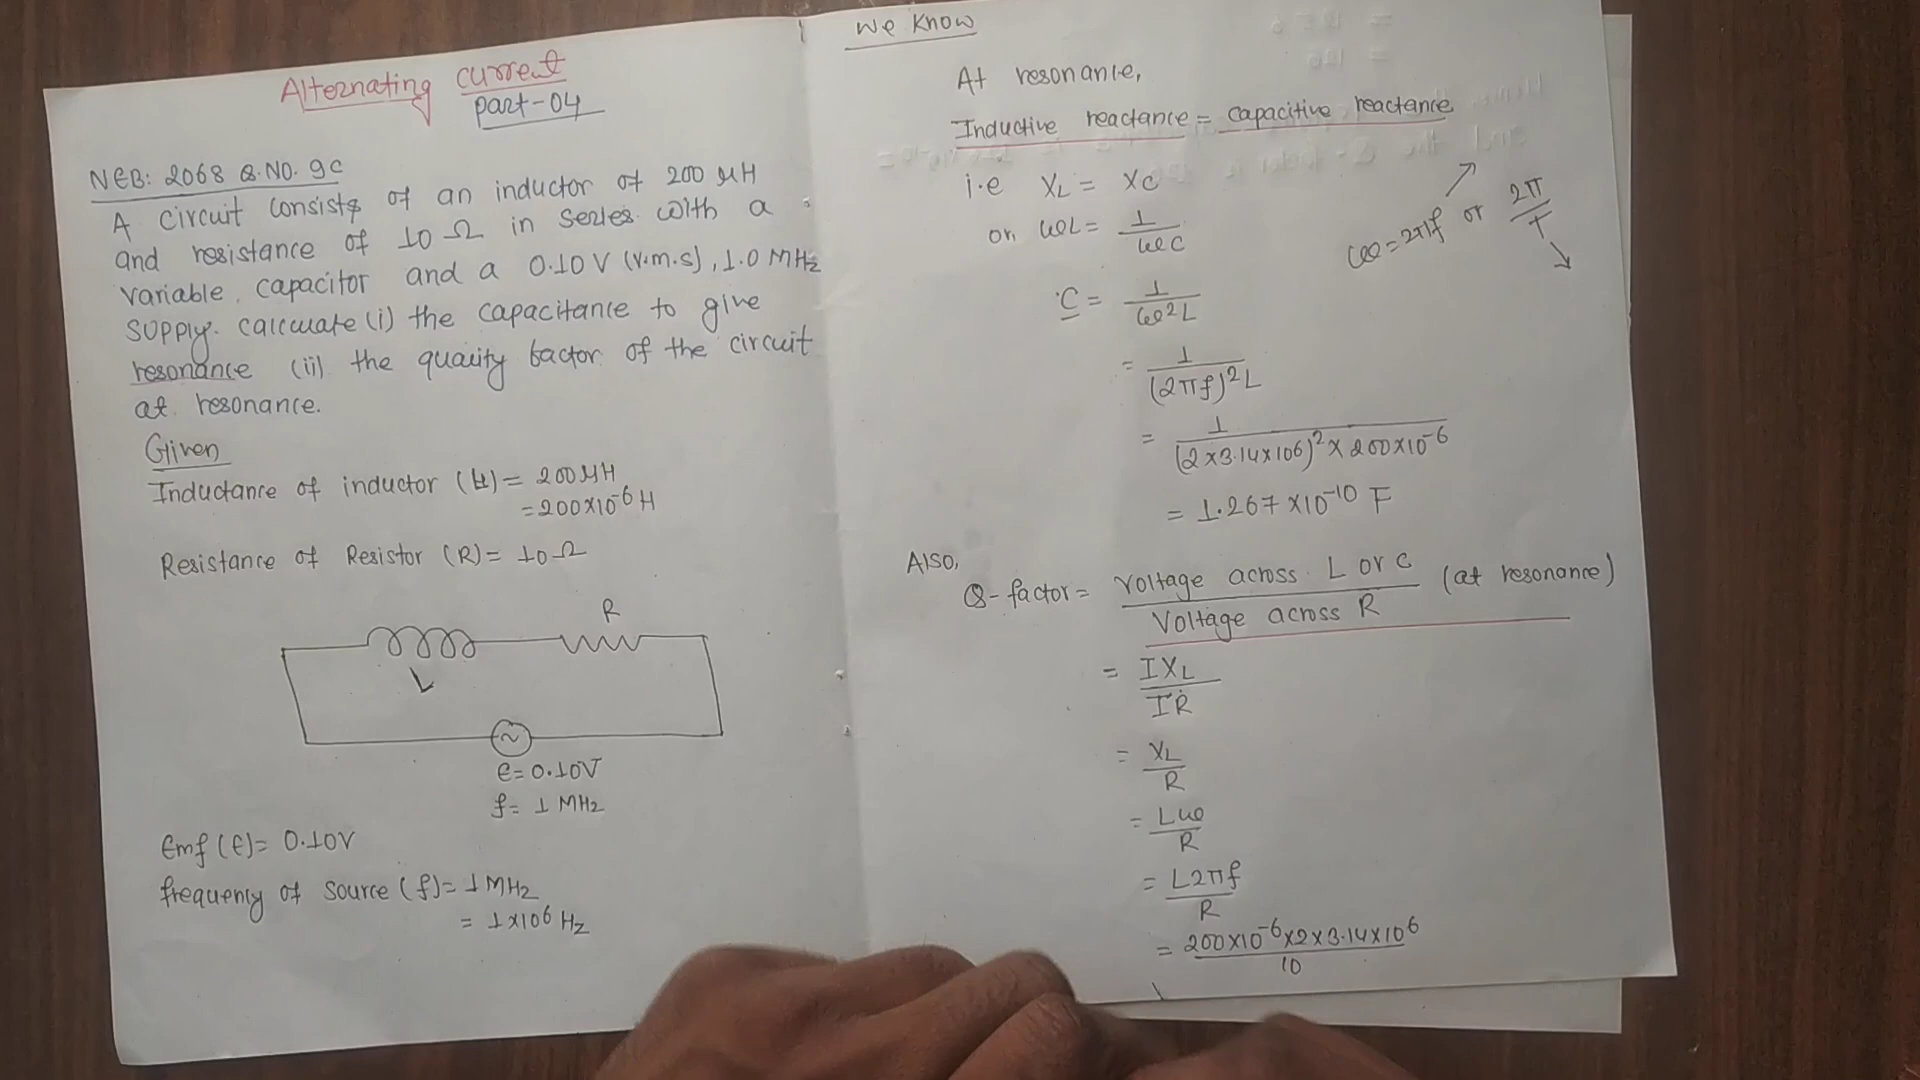 Alternating current
part-04
NEB: 2068 Q.NO. 9c
A circuit consists of an inductor of 200 μH
and resistance of 10 Ω in series with a
variable capacitor and a 0.10 V (r.m.s), 1.0 MHz
supply. calculate (i) the capacitance to give
resonance (ii) the quality factor of the circuit
at resonance.
Given
Inductance of inductor (L) = 200 μH
= 200×10⁻⁶ H
Resistance of Resistor (R) = 10 Ω
R
L
E = 0.10V
f = 1 MHz
Emf (E) = 0.10V
frequency of source (f) = 1 MHz
= 1×10⁶ Hz
we know
At resonance,
Inductive reactance = capacitive reactance
i.e XL = XC
or, ωL = 1/ωC
ω = 2πf or 2π/T
C = 1/ω²L
= 1/(2πf)²L
= 1/(2×3.14×10⁶)²×200×10⁻⁶
= 1.267×10⁻¹⁰ F
Also,
Q-factor = voltage across L or C/Voltage across R (at resonance)
= IXL/IR
= XL/R
= Lω/R
= L2πf/R
= 200×10⁻⁶×2×3.14×10⁶/10